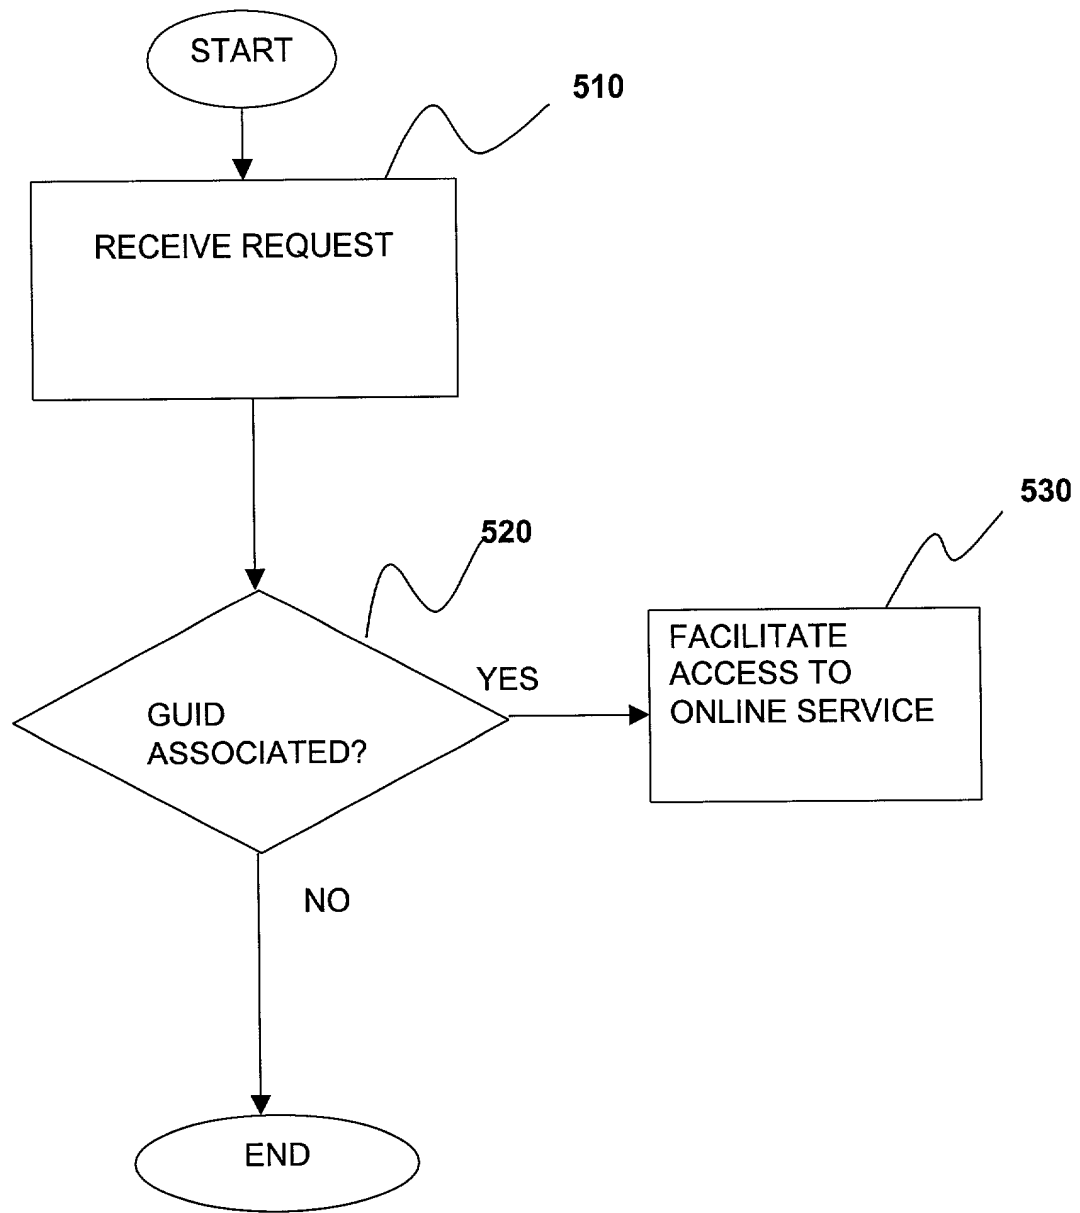 START
510
RECEIVE REQUEST
530
520
FACILITATE
ACCESS TO
ONLINE SERVICE
YES
GUID
ASSOCIATED?
NO
END